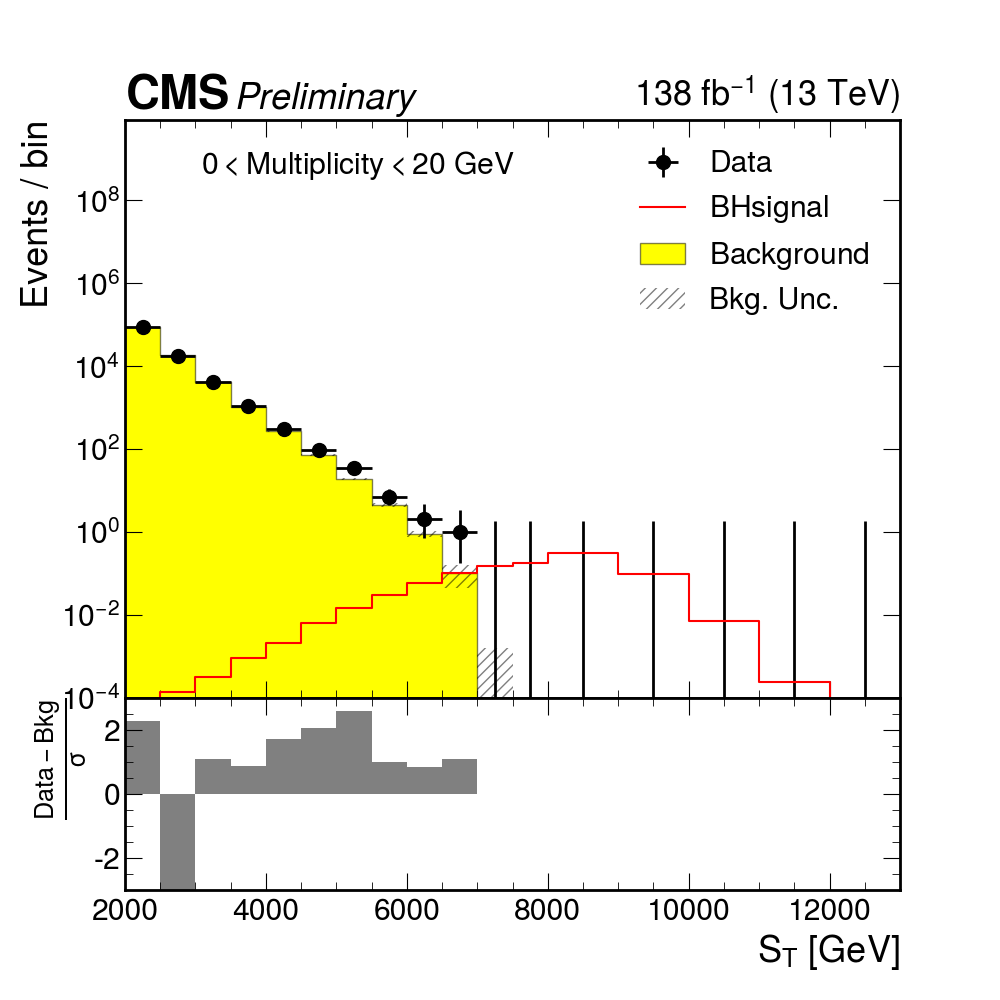 CMS Preliminary 138 fb⁻¹ (13 TeV)
Events / bin
0 < Multiplicity < 20 GeV
Data
BHsignal
Background
Bkg. Unc.
10⁸
10⁶
10⁴
10²
10⁰
10⁻²
10⁻⁴
Data − Bkg
σ
2
0
-2
2000 4000 6000 8000 10000 12000
S_T [GeV]